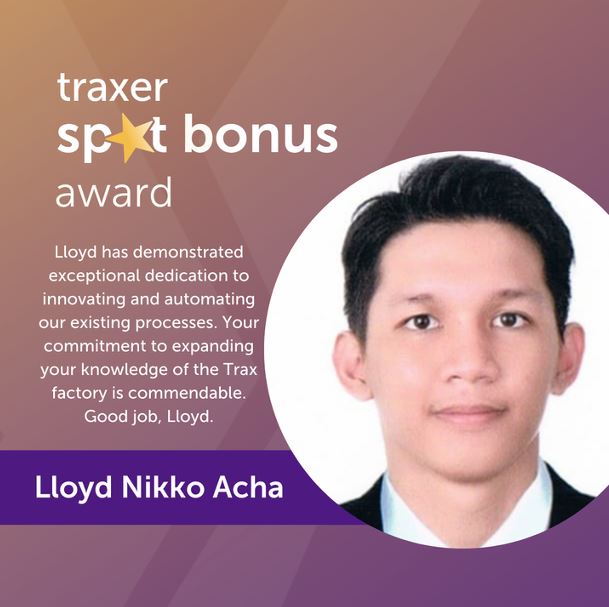 traxer
spot bonus
award
Lloyd has demonstrated
exceptional dedication to
innovating and automating
our existing processes. Your
commitment to expanding
your knowledge of the Trax
factory is commendable.
Good job, Lloyd.
Lloyd Nikko Acha